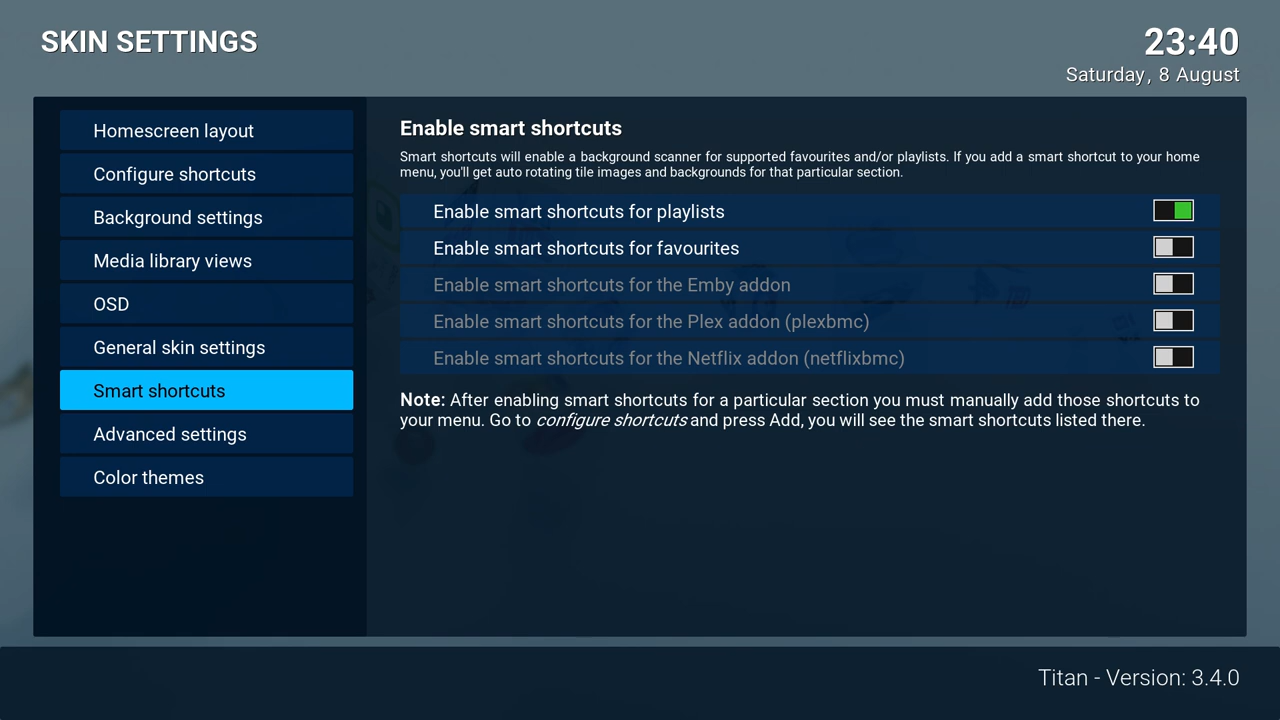 SKIN SETTINGS
23:40
Saturday, 8 August
Homescreen layout
Configure shortcuts
Background settings
Media library views
OSD
General skin settings
Smart shortcuts
Advanced settings
Color themes
Enable smart shortcuts
Smart shortcuts will enable a background scanner for supported favourites and/or playlists. If you add a smart shortcut to your home
menu, you'll get auto rotating tile images and backgrounds for that particular section.
Enable smart shortcuts for playlists
Enable smart shortcuts for favourites
Enable smart shortcuts for the Emby addon
Enable smart shortcuts for the Plex addon (plexbmc)
Enable smart shortcuts for the Netflix addon (netflixbmc)
Note: After enabling smart shortcuts for a particular section you must manually add those shortcuts to
your menu. Go to configure shortcuts and press Add, you will see the smart shortcuts listed there.
Titan - Version: 3.4.0